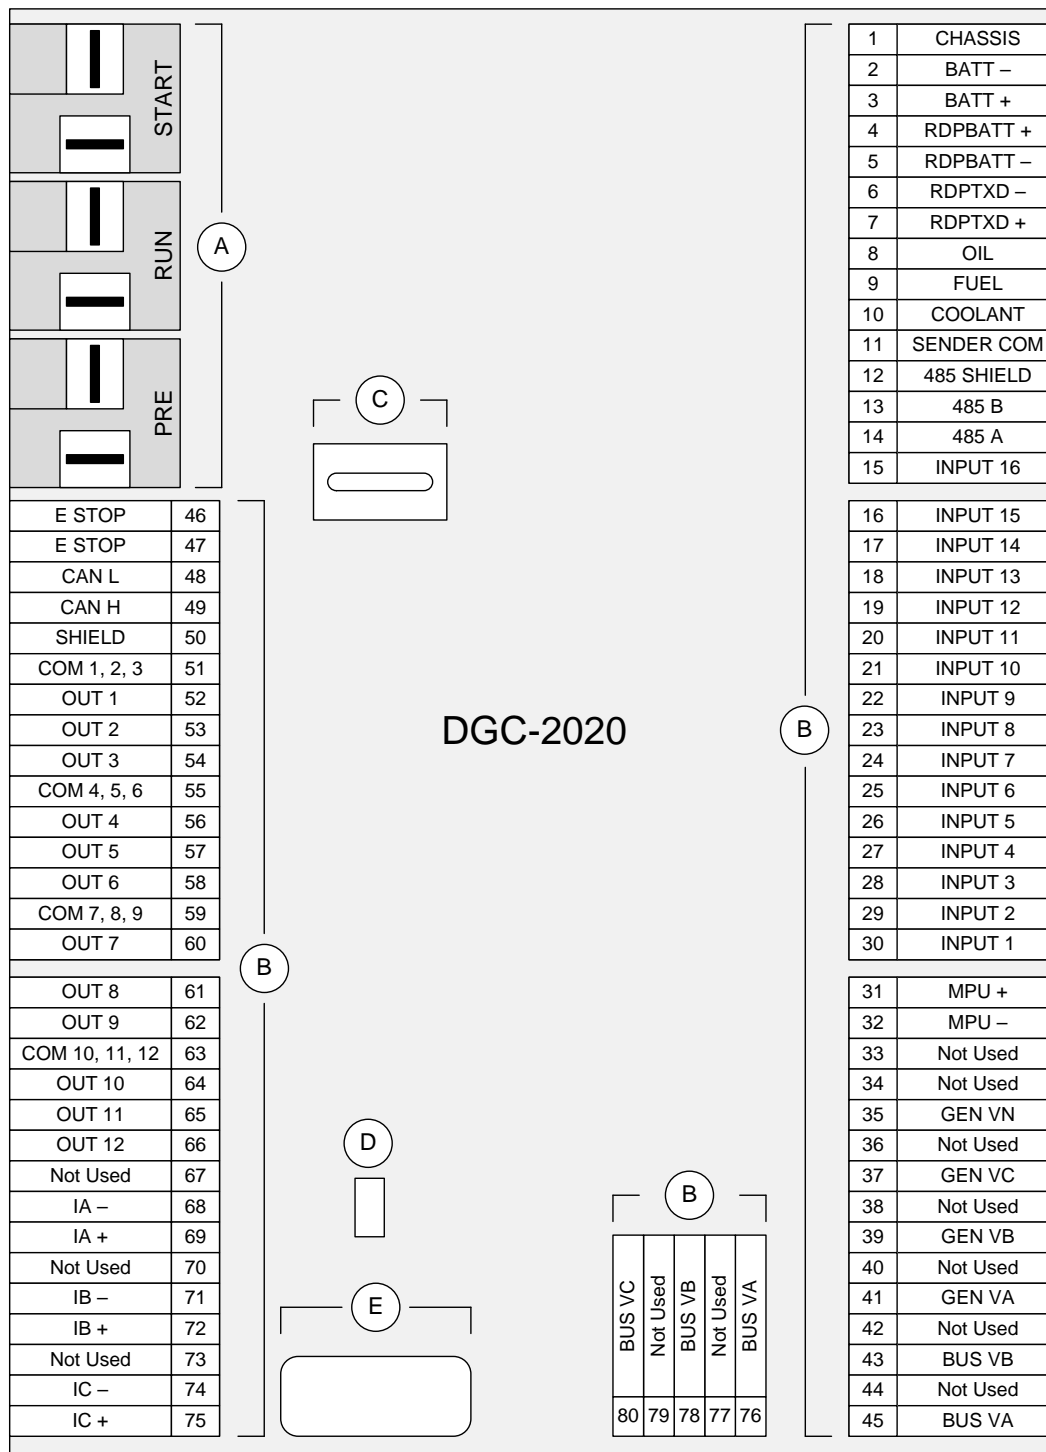 START
RUN
PRE
A
E STOP 46
E STOP 47
CAN L 48
CAN H 49
SHIELD 50
COM 1, 2, 3 51
OUT 1 52
OUT 2 53
OUT 3 54
COM 4, 5, 6 55
OUT 4 56
OUT 5 57
OUT 6 58
COM 7, 8, 9 59
OUT 7 60
OUT 8 61
OUT 9 62
COM 10, 11, 12 63
OUT 10 64
OUT 11 65
OUT 12 66
Not Used 67
IA – 68
IA + 69
Not Used 70
IB – 71
IB + 72
Not Used 73
IC – 74
IC + 75
B
C
DGC-2020
D
E
B
BUS VC 80
Not Used 79
BUS VB 78
Not Used 77
BUS VA 76
B
1 CHASSIS
2 BATT –
3 BATT +
4 RDPBATT +
5 RDPBATT –
6 RDPTXD –
7 RDPTXD +
8 OIL
9 FUEL
10 COOLANT
11 SENDER COM
12 485 SHIELD
13 485 B
14 485 A
15 INPUT 16
16 INPUT 15
17 INPUT 14
18 INPUT 13
19 INPUT 12
20 INPUT 11
21 INPUT 10
22 INPUT 9
23 INPUT 8
24 INPUT 7
25 INPUT 6
26 INPUT 5
27 INPUT 4
28 INPUT 3
29 INPUT 2
30 INPUT 1
31 MPU +
32 MPU –
33 Not Used
34 Not Used
35 GEN VN
36 Not Used
37 GEN VC
38 Not Used
39 GEN VB
40 Not Used
41 GEN VA
42 Not Used
43 BUS VB
44 Not Used
45 BUS VA